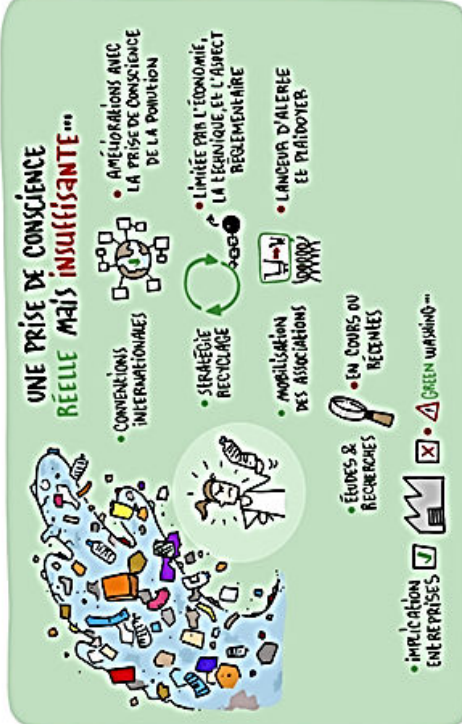 UNE PRISE DE CONSCIENCE
RÉELLE MAIS INSUFFISANTE...
• CONVENTIONS
INTERNATIONALES
• AMÉLIORATIONS AVEC
LA PRISE DE CONSCIENCE
DE LA POLLUTION
• STRATÉGIE
RECYCLAGE
• LIMITÉE PAR L'ÉCONOMIE,
LA TECHNIQUE, ET L'ASPECT
RÉGLEMENTAIRE
• MOBILISATION
DES ASSOCIATIONS
• LANCEUR D'ALERTE
ET PLAIDOYER
• ÉTUDES &
RECHERCHES
• EN COURS OU
RÉCENTES
• IMPLICATION
ENTREPRISES
• GREEN WASHING...